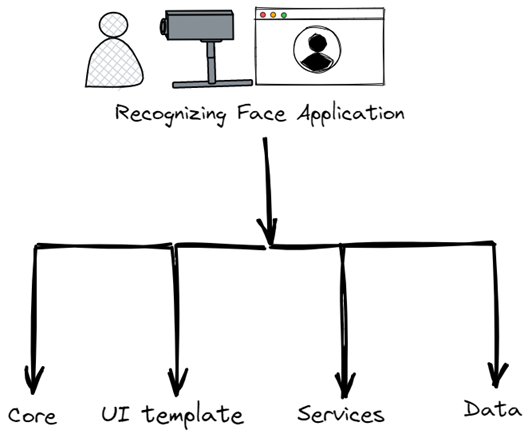 Recognizing Face Application
Core
UI template
Services
Data